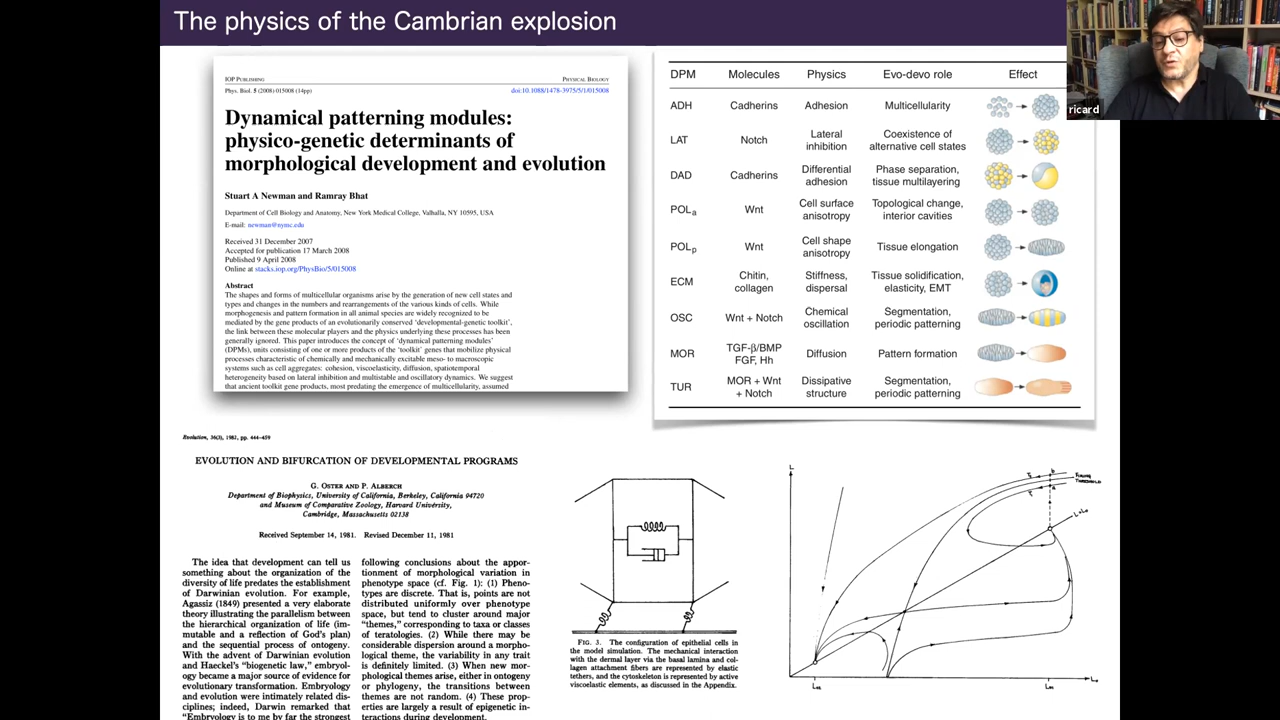 The physics of the Cambrian explosion
ricard
IOP PUBLISHING
PHYSICAL BIOLOGY
Phys. Biol. 5 (2008) 015008 (14pp)
doi:10.1088/1478-3975/5/1/015008
Dynamical patterning modules:
physico-genetic determinants of
morphological development and evolution
Stuart A Newman and Ramray Bhat
Department of Cell Biology and Anatomy, New York Medical College, Valhalla, NY 10595, USA
E-mail: newman@nymc.edu
Received 31 December 2007
Accepted for publication 17 March 2008
Published 9 April 2008
Online at stacks.iop.org/PhysBio/5/015008
Abstract
The shapes and forms of multicellular organisms arise by the generation of new cell states and
types and changes in the numbers and rearrangements of the various kinds of cells. While
morphogenesis and pattern formation in all animal species are widely recognized to be
mediated by the gene products of an evolutionarily conserved 'developmental-genetic toolkit',
the link between these molecular players and the physics underlying these processes has been
generally ignored. This paper introduces the concept of 'dynamical patterning modules'
(DPMs), units consisting of one or more products of the 'toolkit' genes that mobilize physical
processes characteristic of chemically and mechanically excitable meso- to macroscopic
systems such as cell aggregates: cohesion, viscoelasticity, diffusion, spatiotemporal
heterogeneity based on lateral inhibition and multistable and oscillatory dynamics. We suggest
that ancient toolkit gene products, most predating the emergence of multicellularity, assumed
DPM Molecules Physics Evo-devo role Effect
ADH Cadherins Adhesion Multicellularity
LAT Notch Lateral inhibition Coexistence of alternative cell states
DAD Cadherins Differential adhesion Phase separation, tissue multilayering
POLa Wnt Cell surface anisotropy Topological change, interior cavities
POLp Wnt Cell shape anisotropy Tissue elongation
ECM Chitin, collagen Stiffness, dispersal Tissue solidification, elasticity, EMT
OSC Wnt + Notch Chemical oscillation Segmentation, periodic patterning
MOR TGF-β/BMP FGF, Hh Diffusion Pattern formation
TUR MOR + Wnt + Notch Dissipative structure Segmentation, periodic patterning
Evolution, 36(3), 1982, pp. 444–459
EVOLUTION AND BIFURCATION OF DEVELOPMENTAL PROGRAMS
G. OSTER AND P. ALBERCH
Department of Biophysics, University of California, Berkeley, California 94720
and Museum of Comparative Zoology, Harvard University,
Cambridge, Massachusetts 02138
Received September 14, 1981. Revised December 11, 1981
The idea that development can tell us
something about the organization of the
diversity of life predates the establishment
of Darwinian evolution. For example,
Agassiz (1849) presented a very elaborate
theory illustrating the parallelism between
the hierarchical organization of life (im-
mutable and a reflection of God's plan)
and the sequential process of ontogeny.
With the advent of Darwinian evolution
and Haeckel's "biogenetic law," embryol-
ogy became a major source of evidence for
evolutionary transformation. Embryology
and evolution were intimately related dis-
ciplines; indeed, Darwin remarked that
"Embryology is to me by far the strongest
following conclusions about the appor-
tionment of morphological variation in
phenotype space (cf. Fig. 1): (1) Pheno-
types are discrete. That is, points are not
distributed uniformly over phenotype
space, but tend to cluster around major
"themes," corresponding to taxa or classes
of teratologies. (2) While there may be
considerable dispersion around a morpho-
logical theme, the variability in any trait
is definitely limited. (3) When new mor-
phological themes arise, either in ontogeny
or phylogeny, the transitions between
themes are not random. (4) These prop-
erties are largely a result of epigenetic in-
teractions during development.
FIG. 3. The configuration of epithelial cells in
the model simulation. The mechanical interaction
with the dermal layer via the basal lamina and col-
lagen attachment fibers are represented by elastic
tethers, and the cytoskeleton is represented by active
viscoelastic elements, as discussed in the Appendix.
L
FIRING
THRESHOLD